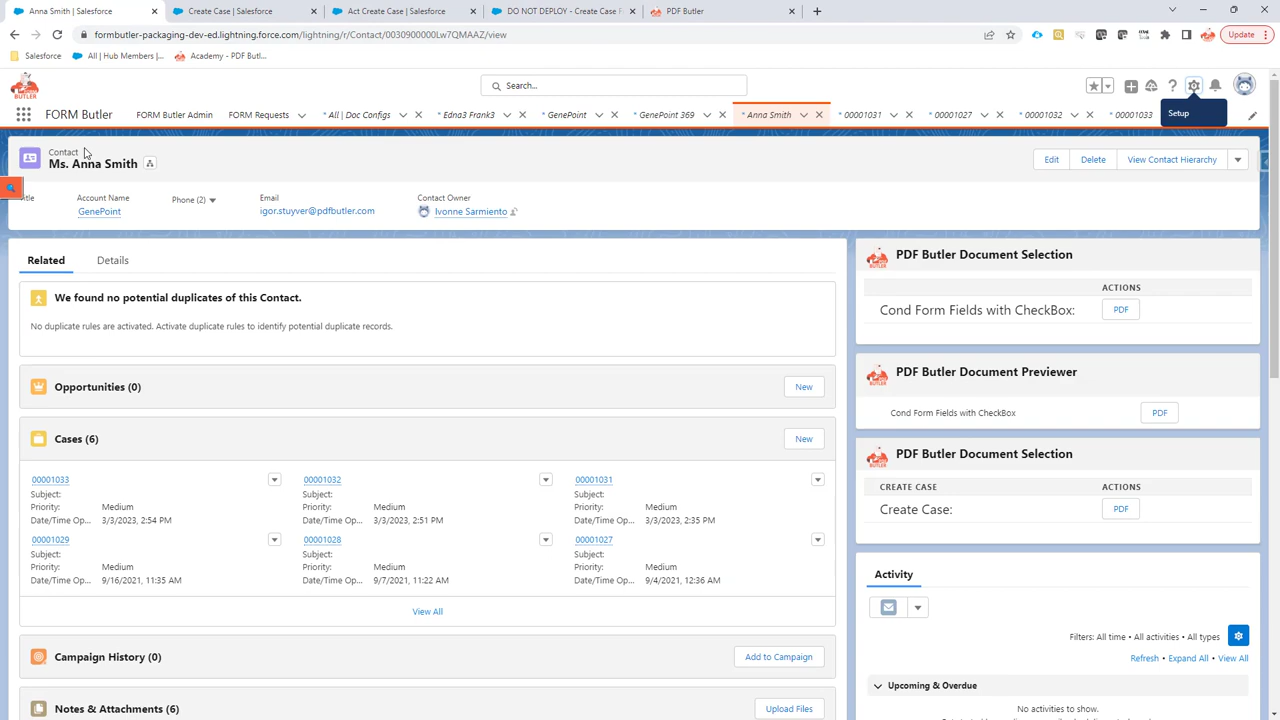 Anna Smith | Salesforce
Create Case | Salesforce
Act Create Case | Salesforce
DO NOT DEPLOY - Create Case F
PDF Butler
formbutler-packaging-dev-ed.lightning.force.com/lightning/r/Contact/0030900000Lw7QMAAZ/view
Update
Salesforce
All | Hub Members |...
Academy - PDF Butl...
Search...
FORM Butler
FORM Butler Admin
FORM Requests
* All | Doc Configs
* Edna3 Frank3
* GenePoint
* GenePoint 369
* Anna Smith
* 00001031
* 00001027
* 00001032
* 00001033
Setup
Contact
Ms. Anna Smith
Edit
Delete
View Contact Hierarchy
Account Name
GenePoint
Phone (2)
Email
igor.stuyver@pdfbutler.com
Contact Owner
Ivonne Sarmiento
Related
Details
We found no potential duplicates of this Contact.
No duplicate rules are activated. Activate duplicate rules to identify potential duplicate records.
Opportunities (0)
New
Cases (6)
New
00001033
Subject:
Priority: Medium
Date/Time Op... 3/3/2023, 2:54 PM
00001032
Subject:
Priority: Medium
Date/Time Op... 3/3/2023, 2:51 PM
00001031
Subject:
Priority: Medium
Date/Time Op... 3/3/2023, 2:35 PM
00001029
Subject:
Priority: Medium
Date/Time Op... 9/16/2021, 11:35 AM
00001028
Subject:
Priority: Medium
Date/Time Op... 9/7/2021, 11:22 AM
00001027
Subject:
Priority: Medium
Date/Time Op... 9/4/2021, 12:36 AM
View All
Campaign History (0)
Add to Campaign
Notes & Attachments (6)
Upload Files
PDF Butler Document Selection
ACTIONS
Cond Form Fields with CheckBox:
PDF
PDF Butler Document Previewer
Cond Form Fields with CheckBox
PDF
PDF Butler Document Selection
CREATE CASE
ACTIONS
Create Case:
PDF
Activity
Filters: All time • All activities • All types
Refresh • Expand All • View All
Upcoming & Overdue
No activities to show.